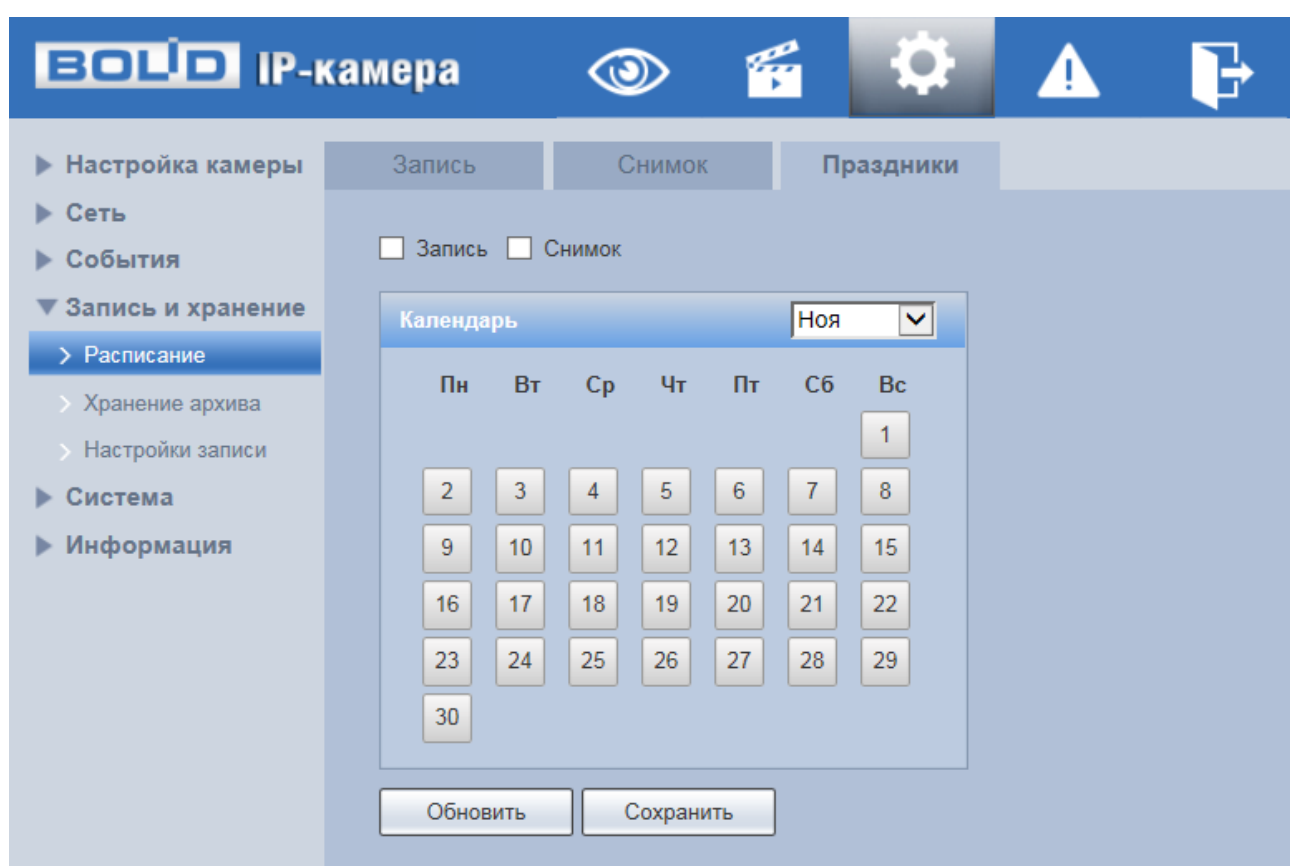 BOLID IP-камера
Настройка камеры
Сеть
События
Запись и хранение
Расписание
Хранение архива
Настройки записи
Система
Информация
Запись Снимок Праздники
Запись Снимок
Календарь Ноя
Пн Вт Ср Чт Пт Сб Вс
1
2 3 4 5 6 7 8
9 10 11 12 13 14 15
16 17 18 19 20 21 22
23 24 25 26 27 28 29
30
Обновить Сохранить